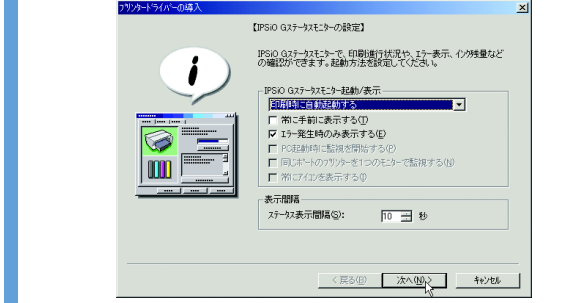 プリンタードライバーの導入
【IPSiO Gステータスモニターの設定】
IPSiO Gステータスモニターで、印刷進行状況や、エラー表示、インク残量など
の確認ができます。起動方法を設定してください。
IPSiO Gステータスモニター起動/表示
印刷時に自動起動する
常に手前に表示する(T)
エラー発生時のみ表示する(E)
PC起動時に監視を開始する(P)
同じポートのプリンターを1つのモニターで監視する(N)
常にアイコンを表示する(I)
表示間隔
ステータス表示間隔(S): 10 秒
< 戻る(B) 次へ(N) > キャンセル